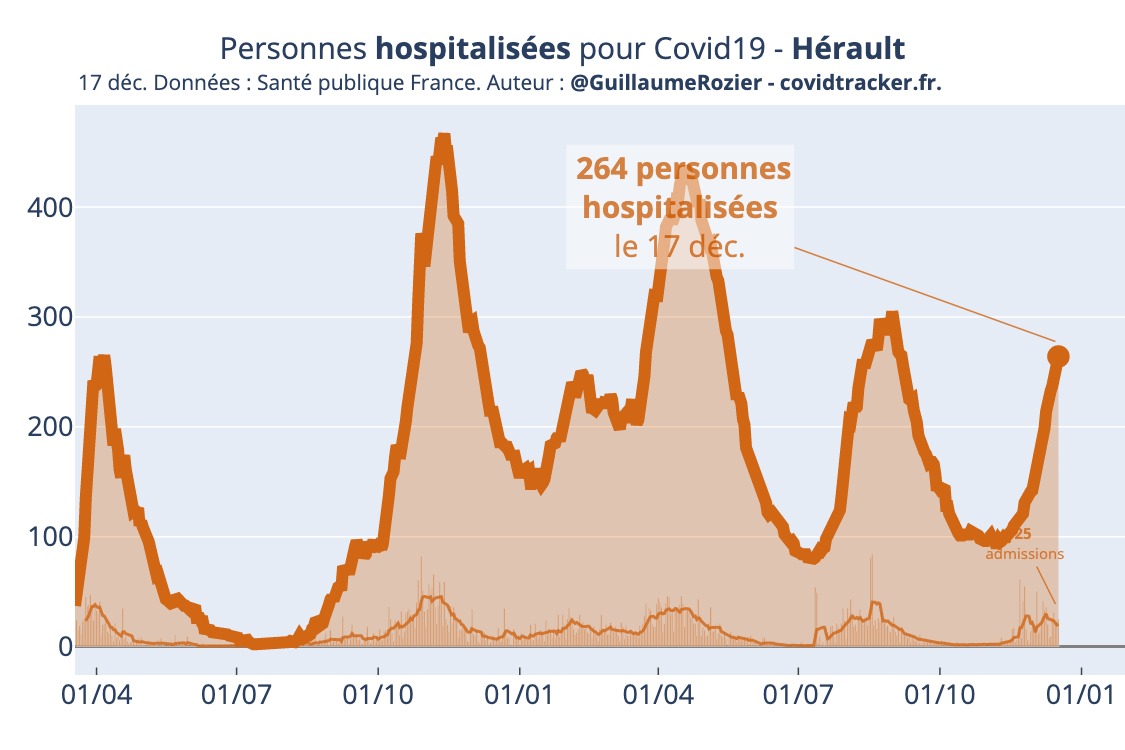 Personnes hospitalisées pour Covid19 - Hérault
17 déc. Données : Santé publique France. Auteur : @GuillaumeRozier - covidtracker.fr.
264 personnes
hospitalisées
le 17 déc.
400
300
200
100
0
25
admissions
01/04 01/07 01/10 01/01 01/04 01/07 01/10 01/01